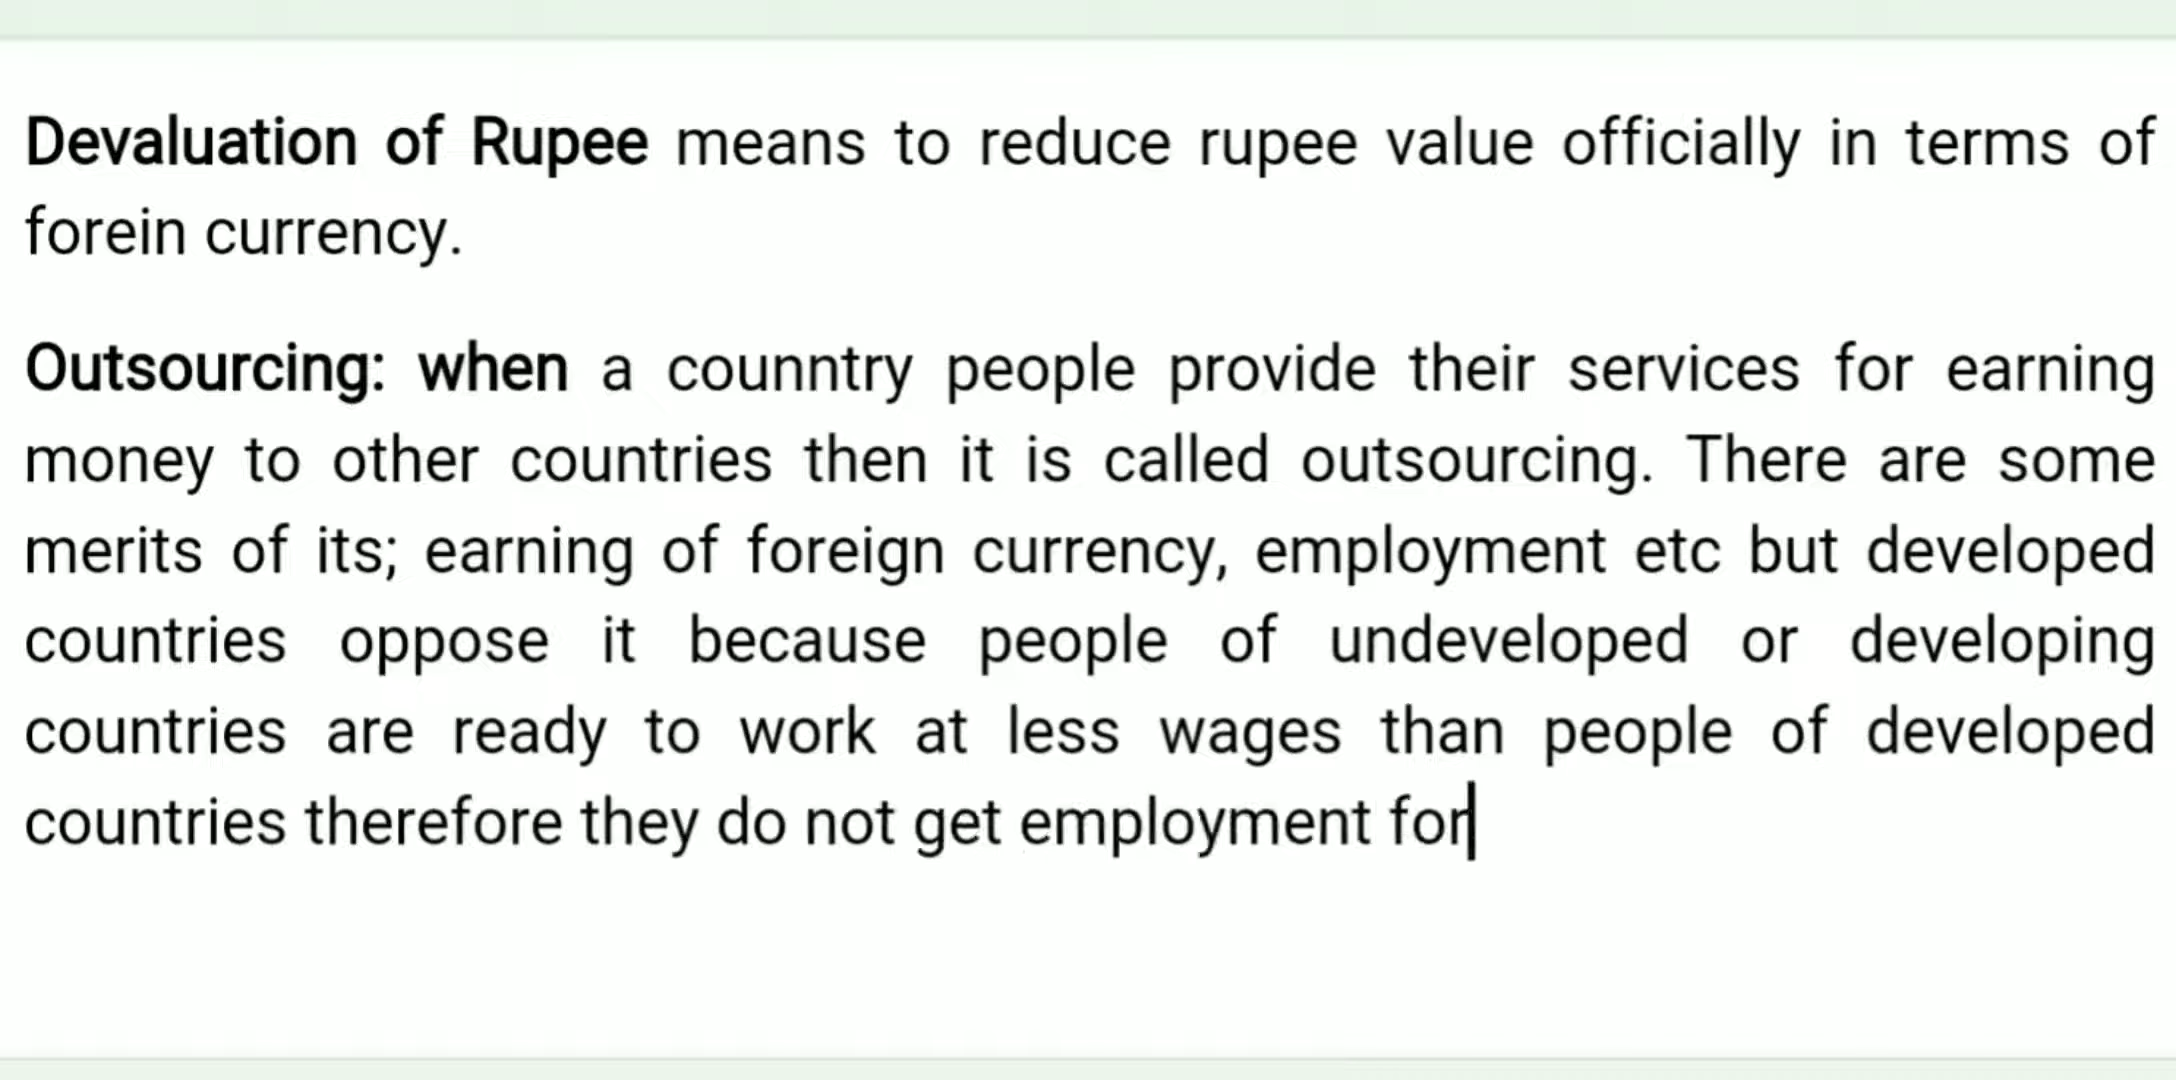 Devaluation of Rupee means to reduce rupee value officially in terms of
forein currency.
Outsourcing: when a counntry people provide their services for earning
money to other countries then it is called outsourcing. There are some
merits of its; earning of foreign currency, employment etc but developed
countries oppose it because people of undeveloped or developing
countries are ready to work at less wages than people of developed
countries therefore they do not get employment for